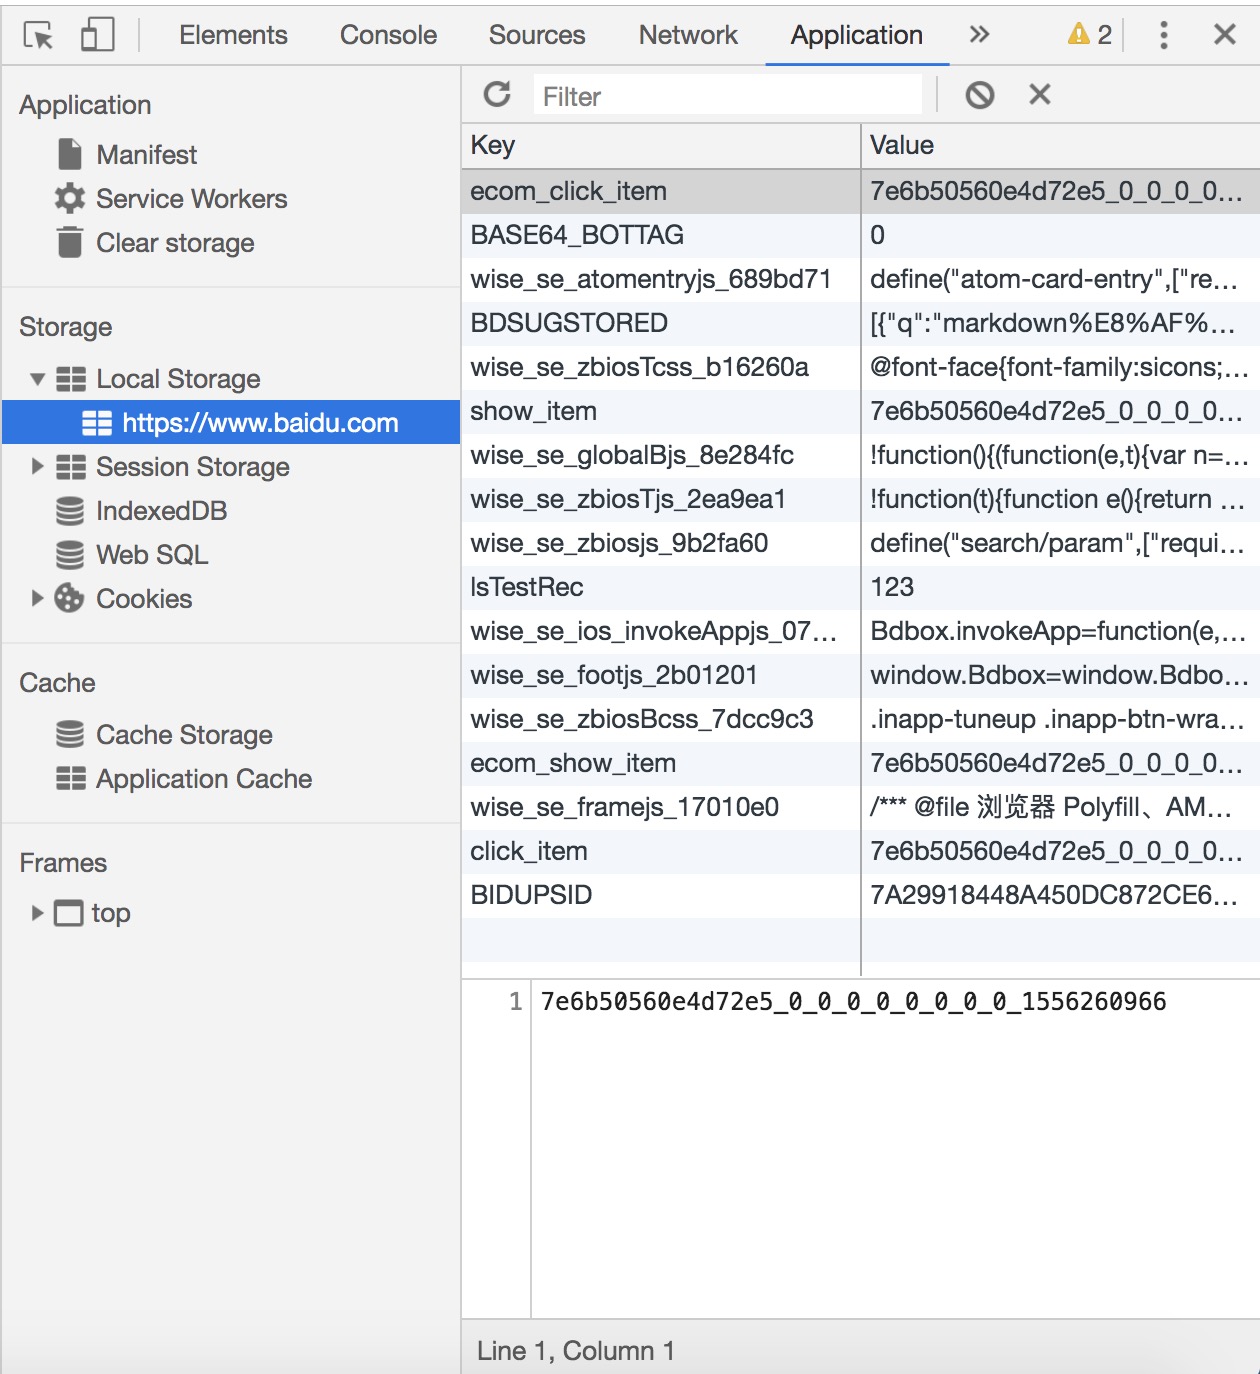 Elements Console Sources Network Application » 2
Application
Manifest
Service Workers
Clear storage
Storage
Local Storage
https://www.baidu.com
Session Storage
IndexedDB
Web SQL
Cookies
Cache
Cache Storage
Application Cache
Frames
top
Filter
Key Value
ecom_click_item 7e6b50560e4d72e5_0_0_0_0...
BASE64_BOTTAG 0
wise_se_atomentryjs_689bd71 define("atom-card-entry",["re...
BDSUGSTORED [{"q":"markdown%E8%AF%...
wise_se_zbiosTcss_b16260a @font-face{font-family:sicons;...
show_item 7e6b50560e4d72e5_0_0_0_0...
wise_se_globalBjs_8e284fc !function(){(function(e,t){var n=...
wise_se_zbiosTjs_2ea9ea1 !function(t){function e(){return ...
wise_se_zbiosjs_9b2fa60 define("search/param",["requi...
lsTestRec 123
wise_se_ios_invokeAppjs_07... Bdbox.invokeApp=function(e,...
wise_se_footjs_2b01201 window.Bdbox=window.Bdbo...
wise_se_zbiosBcss_7dcc9c3 .inapp-tuneup .inapp-btn-wra...
ecom_show_item 7e6b50560e4d72e5_0_0_0_0...
wise_se_framejs_17010e0 /*** @file 浏览器 Polyfill、AM...
click_item 7e6b50560e4d72e5_0_0_0_0...
BIDUPSID 7A29918448A450DC872CE6...
1 7e6b50560e4d72e5_0_0_0_0_0_0_0_0_1556260966
Line 1, Column 1